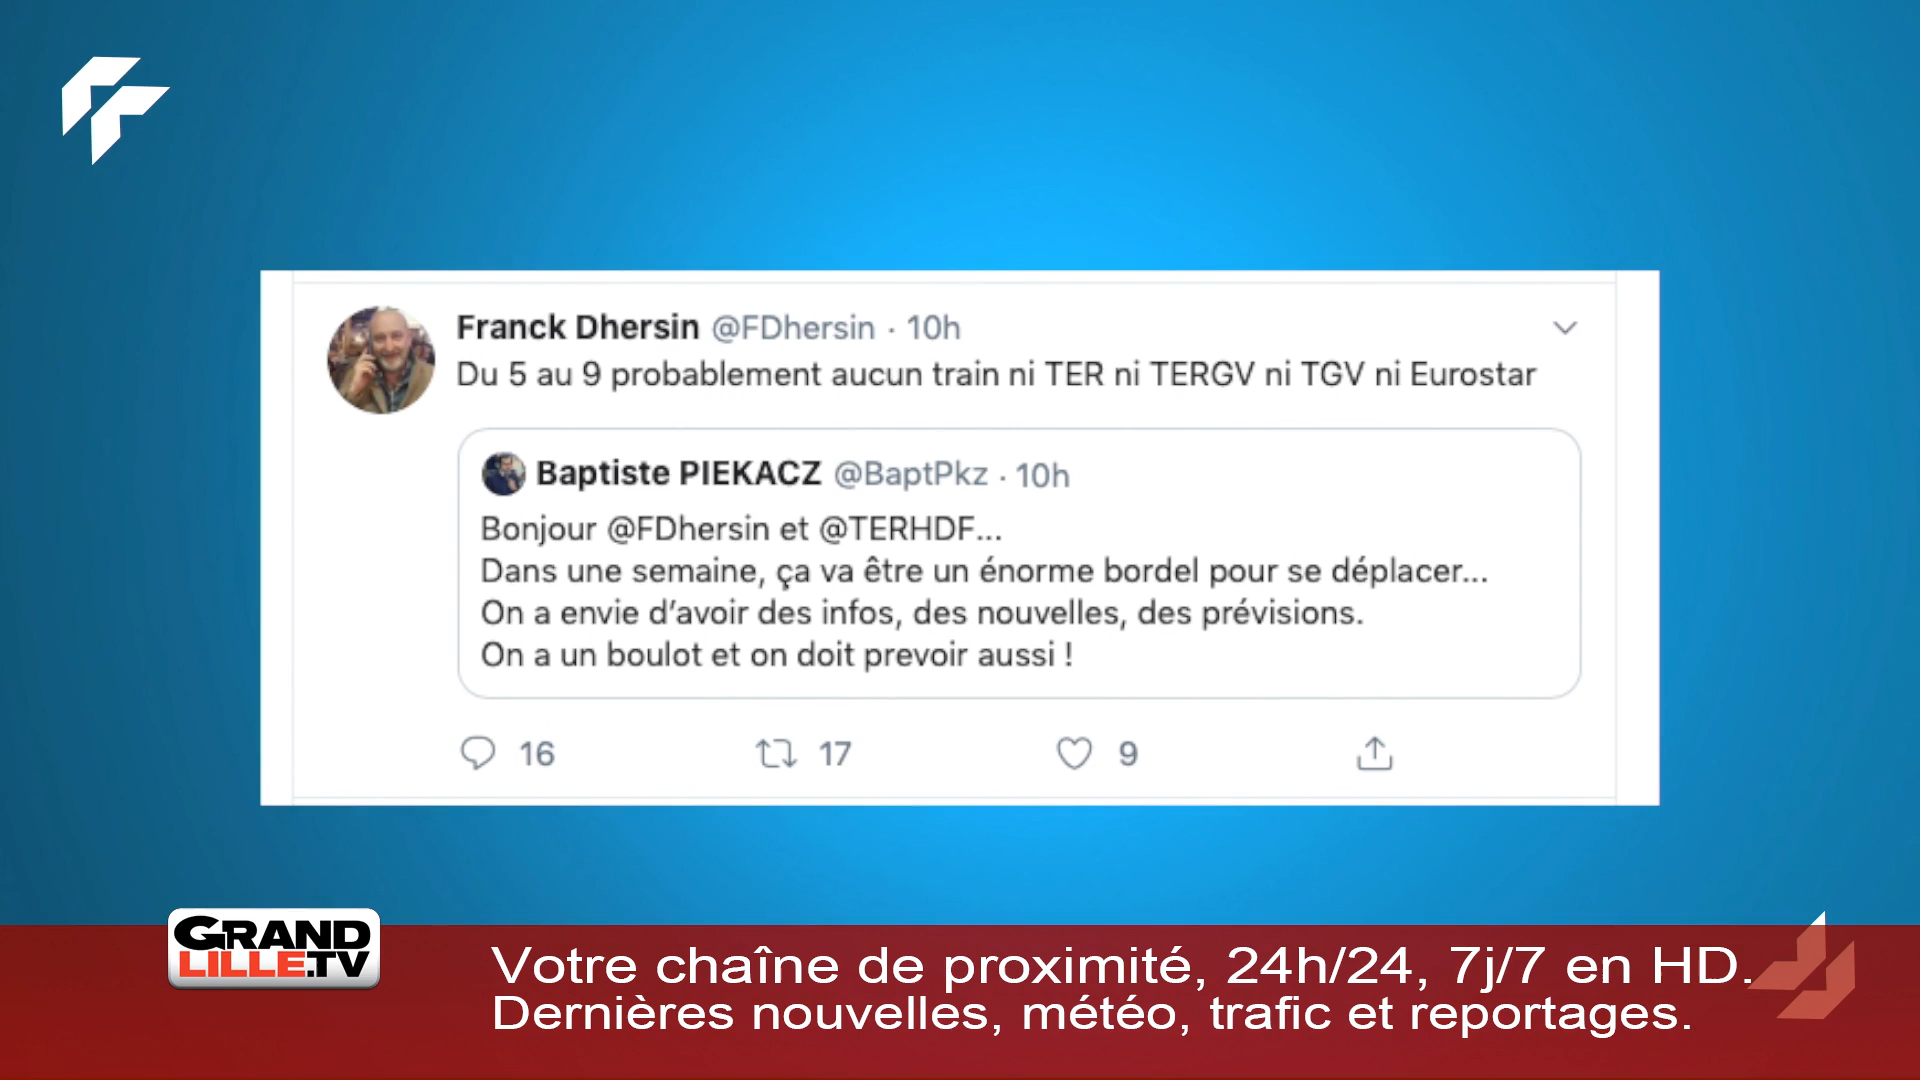 Franck Dhersin @FDhersin · 10h
Du 5 au 9 probablement aucun train ni TER ni TERGV ni TGV ni Eurostar
Baptiste PIEKACZ @BaptPkz · 10h
Bonjour @FDhersin et @TERHDF...
Dans une semaine, ça va être un énorme bordel pour se déplacer...
On a envie d’avoir des infos, des nouvelles, des prévisions.
On a un boulot et on doit prevoir aussi !
16 17 9
GRAND
LILLE.TV
Votre chaîne de proximité, 24h/24, 7j/7 en HD.
Dernières nouvelles, météo, trafic et reportages.